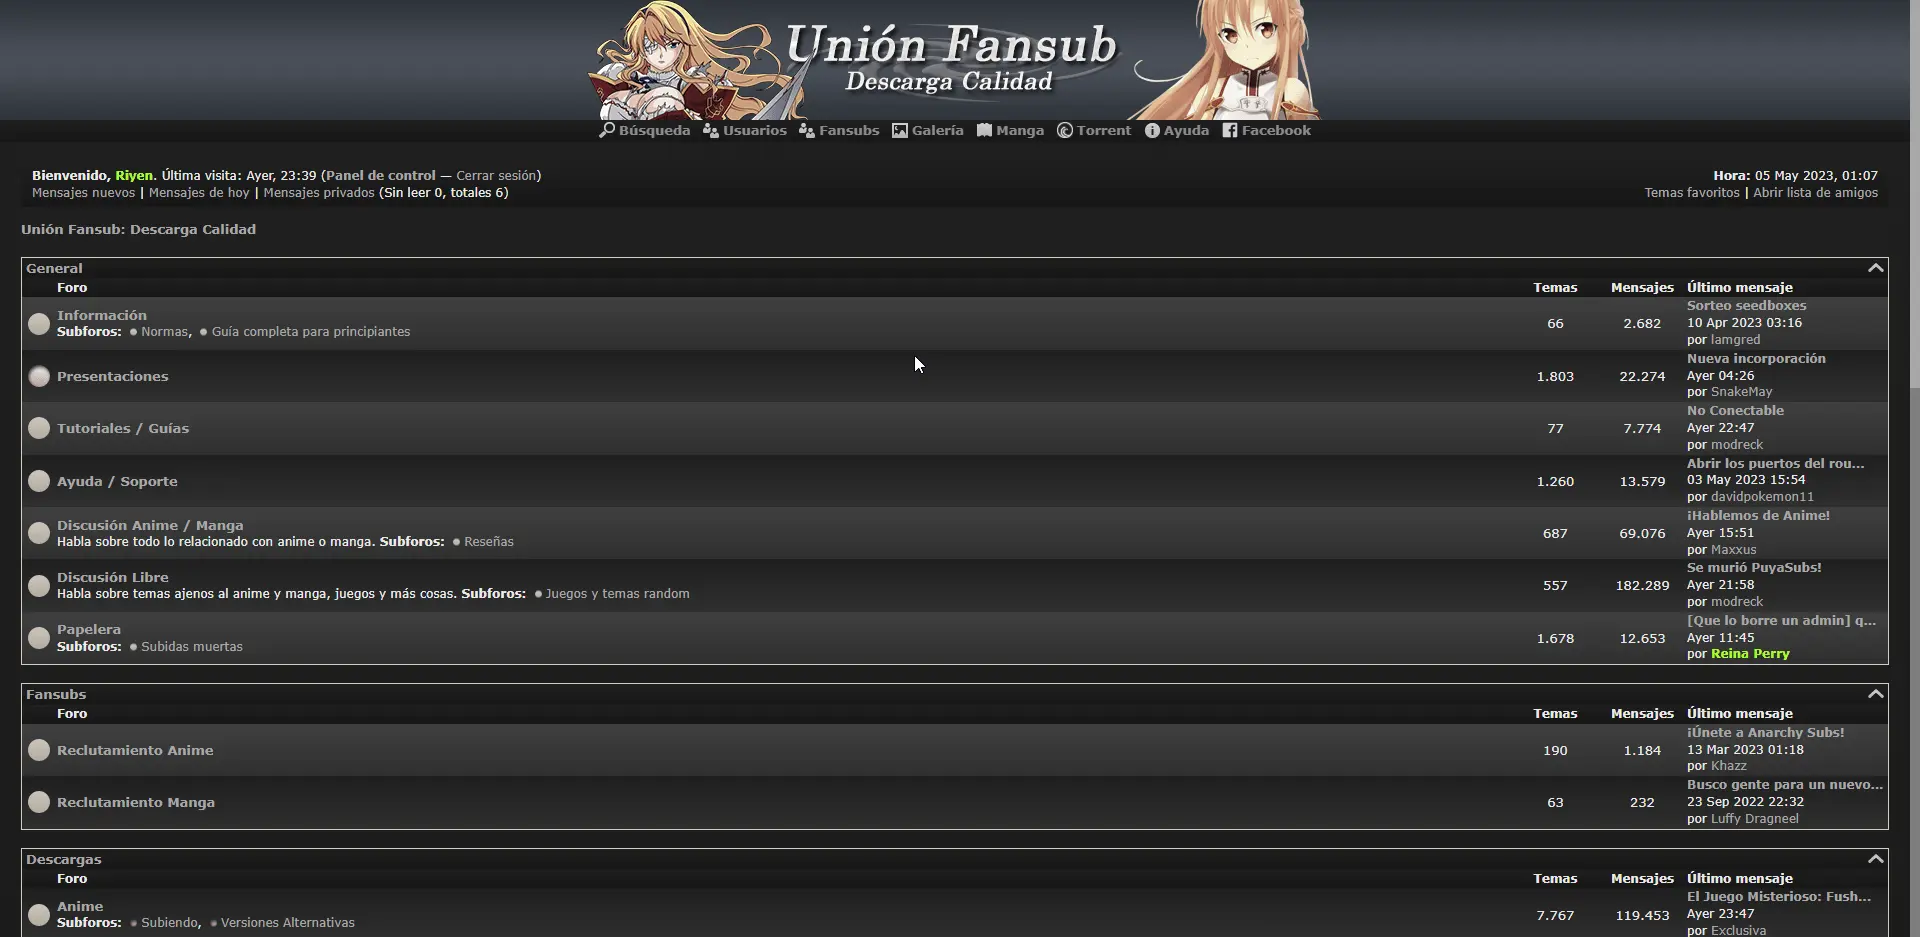 Unión Fansub
Descarga Calidad
Búsqueda Usuarios Fansubs Galería Manga Torrent Ayuda Facebook
Bienvenido, Riyen. Última visita: Ayer, 23:39 (Panel de control — Cerrar sesión)
Hora: 05 May 2023, 01:07
Mensajes nuevos | Mensajes de hoy | Mensajes privados (Sin leer 0, totales 6)
Temas favoritos | Abrir lista de amigos
Unión Fansub: Descarga Calidad
General
Foro Temas Mensajes Último mensaje
Información
Subforos: Normas, Guía completa para principiantes
66 2.682
Sorteo seedboxes
10 Apr 2023 03:16
por lamgred
Presentaciones
1.803 22.274
Nueva incorporación
Ayer 04:26
por SnakeMay
Tutoriales / Guías
77 7.774
No Conectable
Ayer 22:47
por modreck
Ayuda / Soporte
1.260 13.579
Abrir los puertos del rou...
03 May 2023 15:54
por davidpokemon11
Discusión Anime / Manga
Habla sobre todo lo relacionado con anime o manga. Subforos: Reseñas
687 69.076
¡Hablemos de Anime!
Ayer 15:51
por Maxxus
Discusión Libre
Habla sobre temas ajenos al anime y manga, juegos y más cosas. Subforos: Juegos y temas random
557 182.289
Se murió PuyaSubs!
Ayer 21:58
por modreck
Papelera
Subforos: Subidas muertas
1.678 12.653
[Que lo borre un admin] q...
Ayer 11:45
por Reina Perry
Fansubs
Foro Temas Mensajes Último mensaje
Reclutamiento Anime
190 1.184
¡Únete a Anarchy Subs!
13 Mar 2023 01:18
por Khazz
Reclutamiento Manga
63 232
Busco gente para un nuevo...
23 Sep 2022 22:32
por Luffy Dragneel
Descargas
Foro Temas Mensajes Último mensaje
Anime
Subforos: Subiendo, Versiones Alternativas
7.767 119.453
El Juego Misterioso: Fush...
Ayer 23:47
por Exclusiva